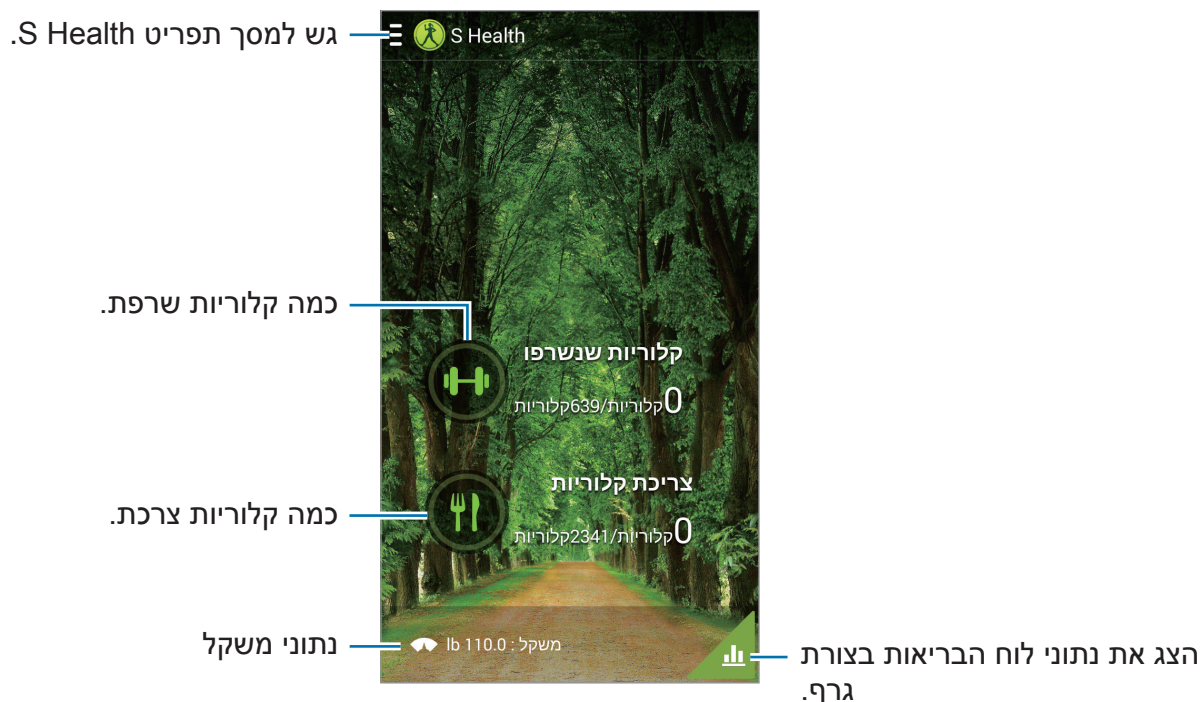 גש למסך תפריט S Health.
S Health
כמה קלוריות שרפת.
קלוריות שנשרפו
0קלוריות/639קלוריות
צריכת קלוריות
כמה קלוריות צרכת.
0קלוריות/2341קלוריות
נתוני משקל
משקל : 110.0 lb
הצג את נתוני לוח הבריאות בצורת
גרף.